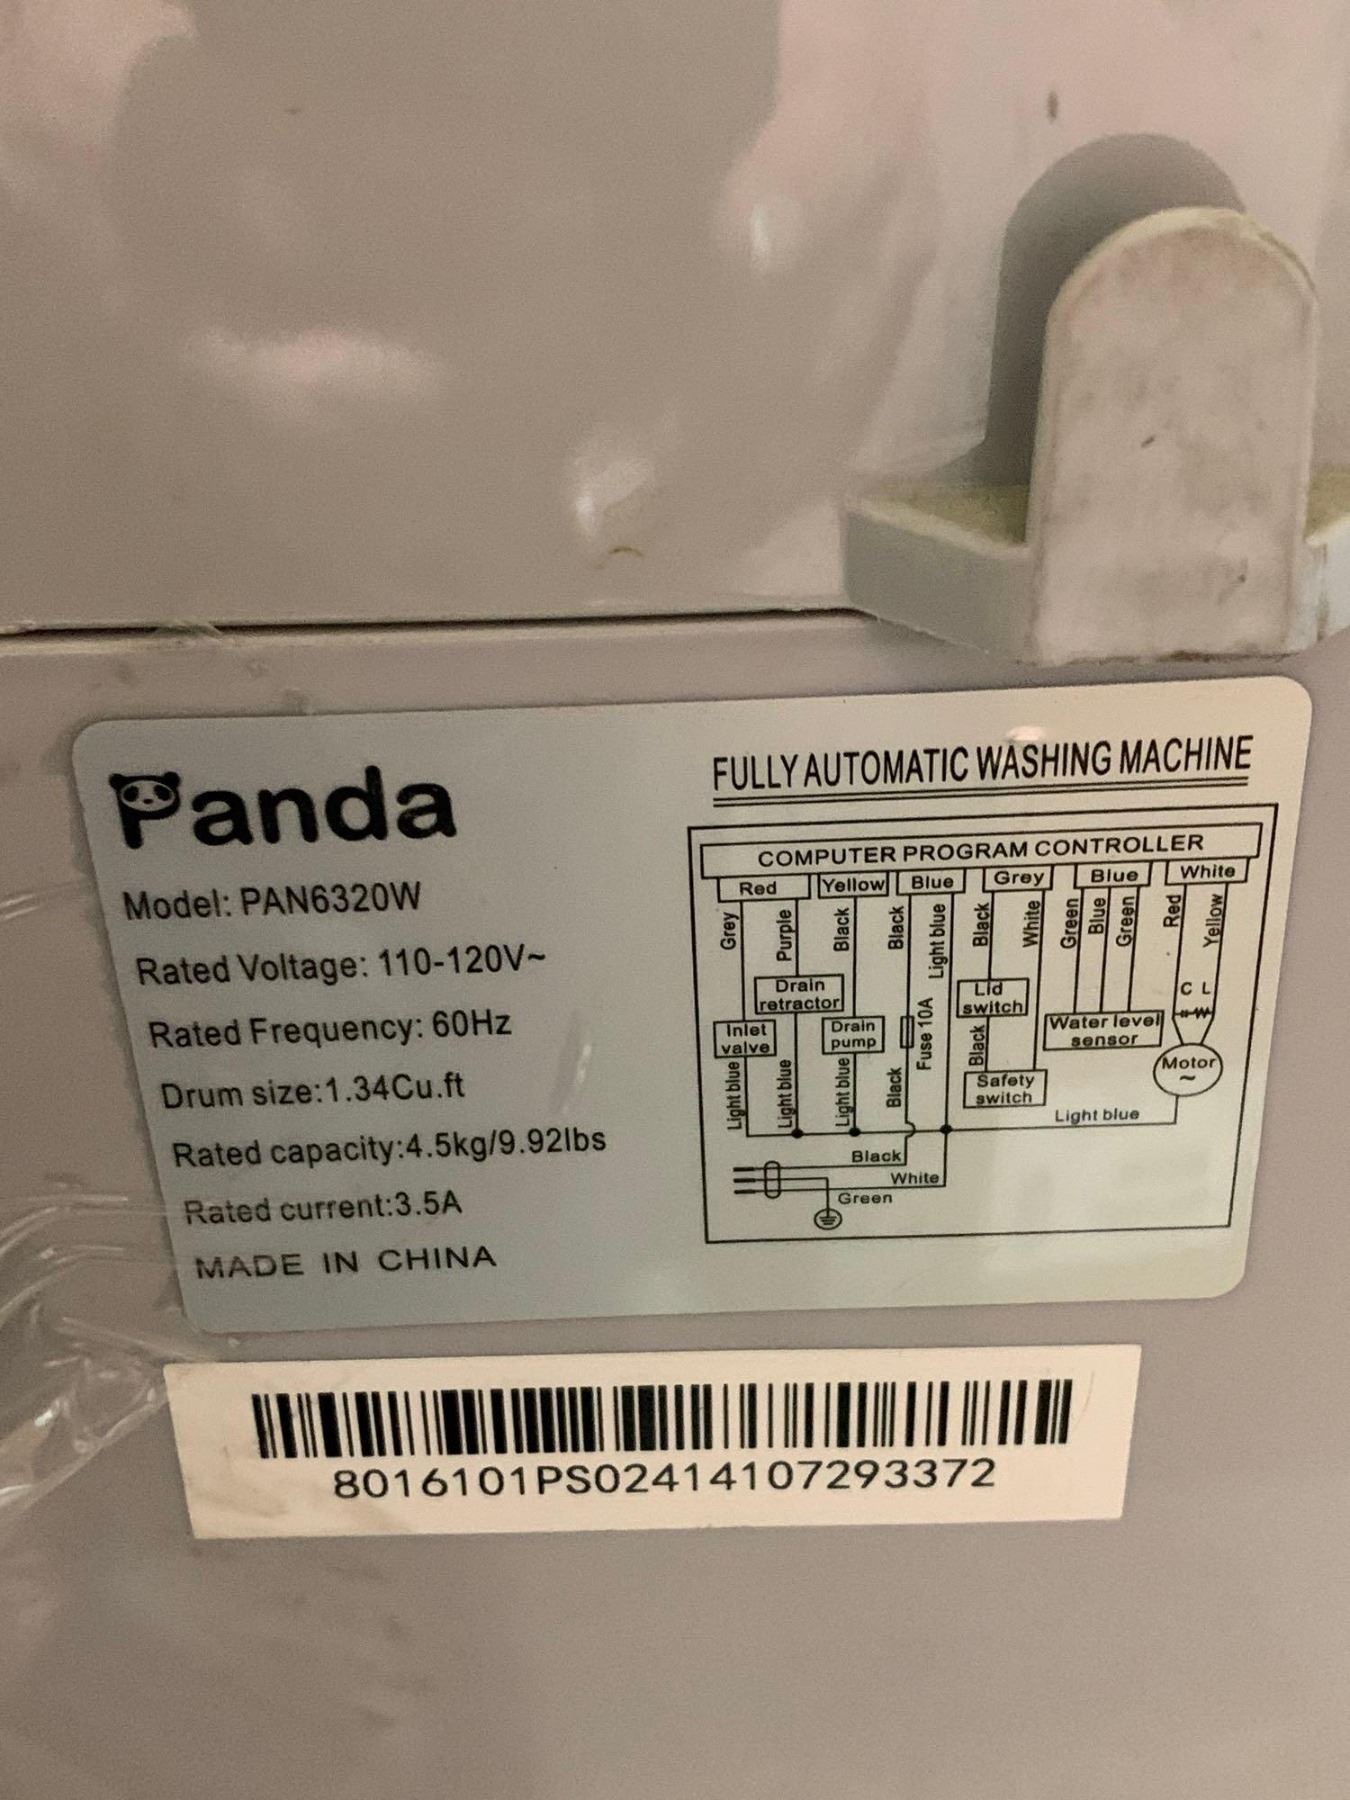 Panda
Model: PAN6320W
Rated Voltage: 110-120V~
Rated Frequency: 60Hz
Drum size:1.34Cu.ft
Rated capacity:4.5kg/9.92lbs
Rated current:3.5A
MADE IN CHINA
FULLY AUTOMATIC WASHING MACHINE
COMPUTER PROGRAM CONTROLLER
Red Yellow Blue Grey Blue White
Grey Purple Black Black Light blue Black White Green Blue Green Red Yellow
C L
Drain
retractor
Lid
switch
Inlet
valve
Drain
pump
Fuse 10A
Water level
sensor
Motor
~
Black
Safety
switch
Light blue Light blue Light blue Black
Light blue
Black
White
Green
8016101PS02414107293372